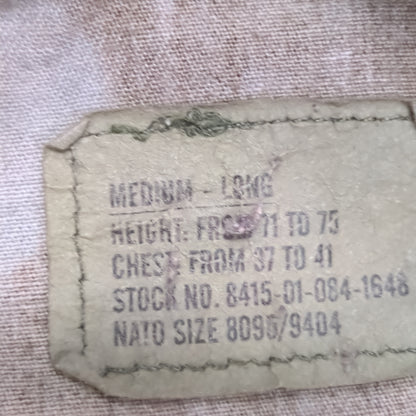 MEDIUM - LONG
HEIGHT: FROM 71 TO 75
CHEST: FROM 37 TO 41
STOCK NO. 8415-01-084-1648
NATO SIZE 8095/9404